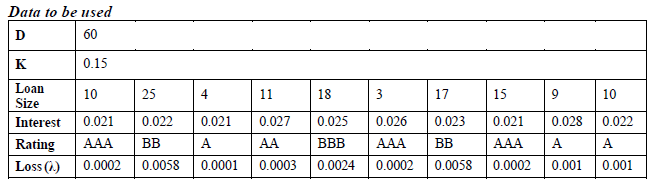 Data to be used
D 60
K 0.15
Loan Size 10 25 4 11 18 3 17 15 9 10
Interest 0.021 0.022 0.021 0.027 0.025 0.026 0.023 0.021 0.028 0.022
Rating AAA BB A AA BBB AAA BB AAA A A
Loss (λ) 0.0002 0.0058 0.0001 0.0003 0.0024 0.0002 0.0058 0.0002 0.001 0.001